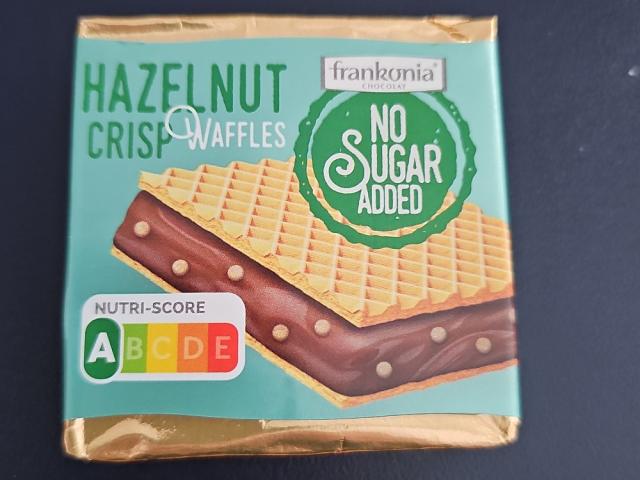 HAZELNUT
CRISP WAFFLES
frankonia
CHOCOLAT
NO
SUGAR
ADDED
NUTRI-SCORE
A B C D E